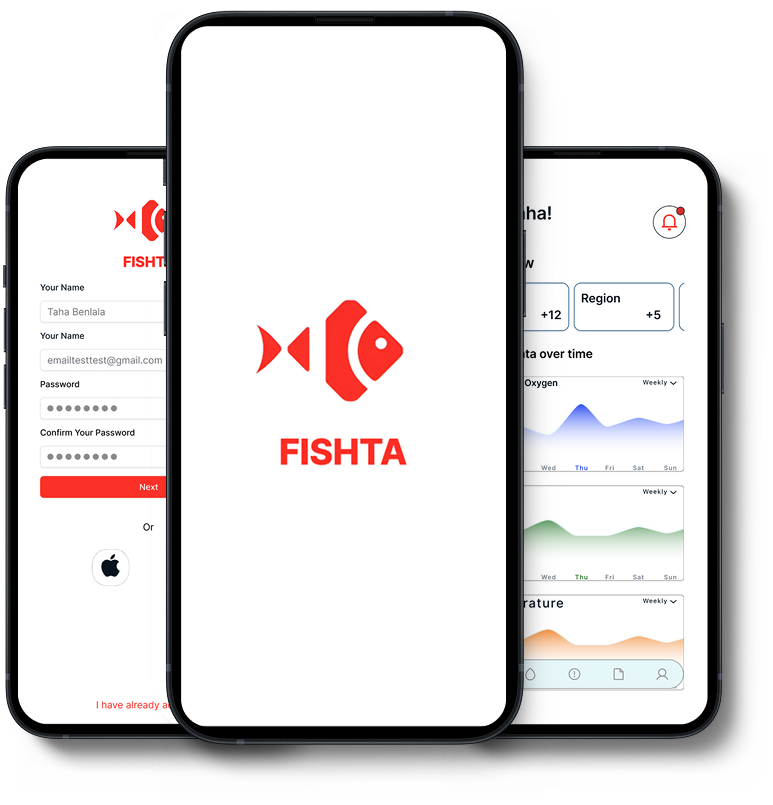 FISHT
Your Name
Taha Benlala
Your Name
emailtesttest@gmail.com
Password
Confirm Your Password
Next
Or
I have already a
FISHTA
ha!
w
+12
Region
+5
ta over time
Oxygen
Weekly
Wed Thu Fri Sat Sun
Weekly
Wed Thu Fri Sat Sun
rature
Weekly